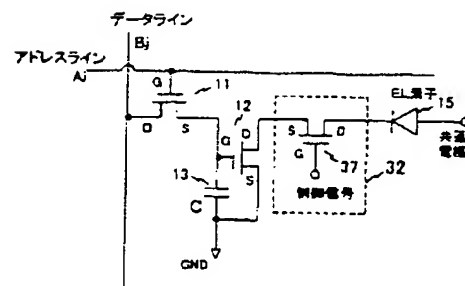 データライン
Bj
アドレスライン
Ai
G
11
D
S
12
G
D
S
13
C
GND
S
D
G
37
制御信号
32
EL素子
15
共通
電極